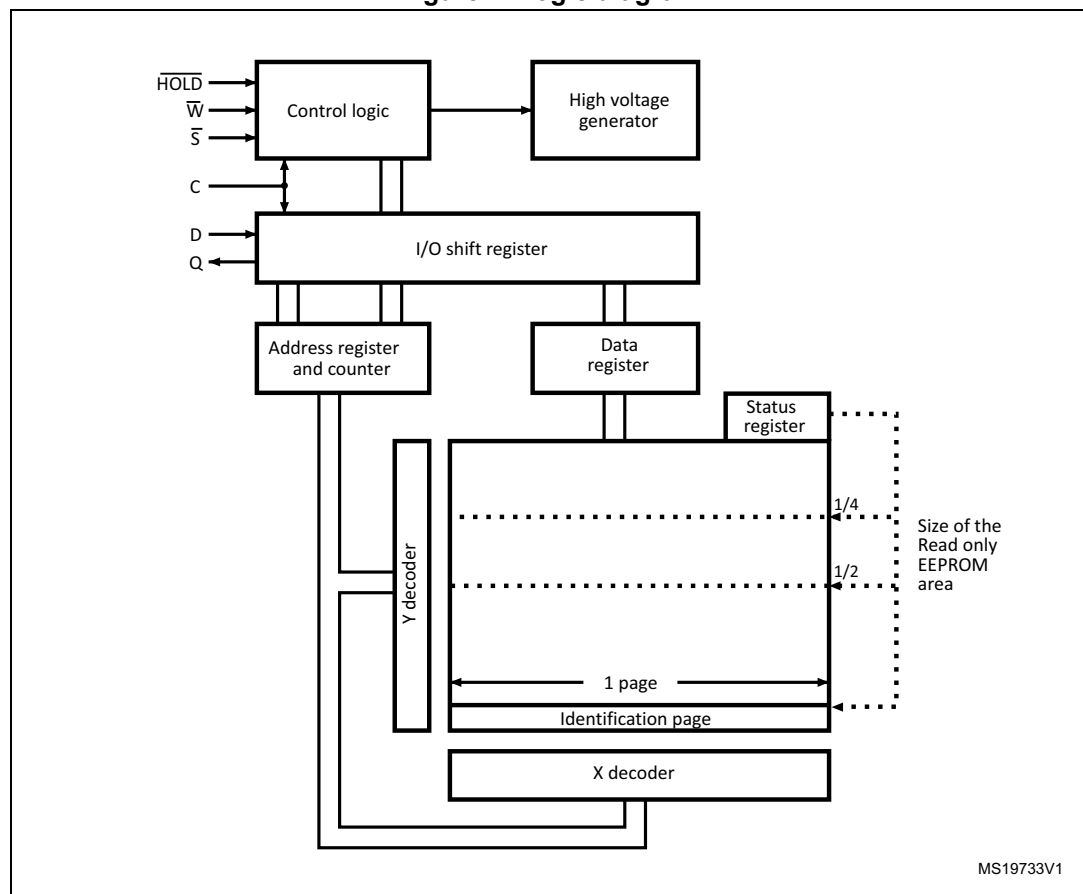 HOLD
W
S
C
D
Q
Control logic
High voltage
generator
I/O shift register
Address register
and counter
Data
register
Status
register
Y decoder
1/4
1/2
Size of the
Read only
EEPROM
area
1 page
Identification page
X decoder
MS19733V1